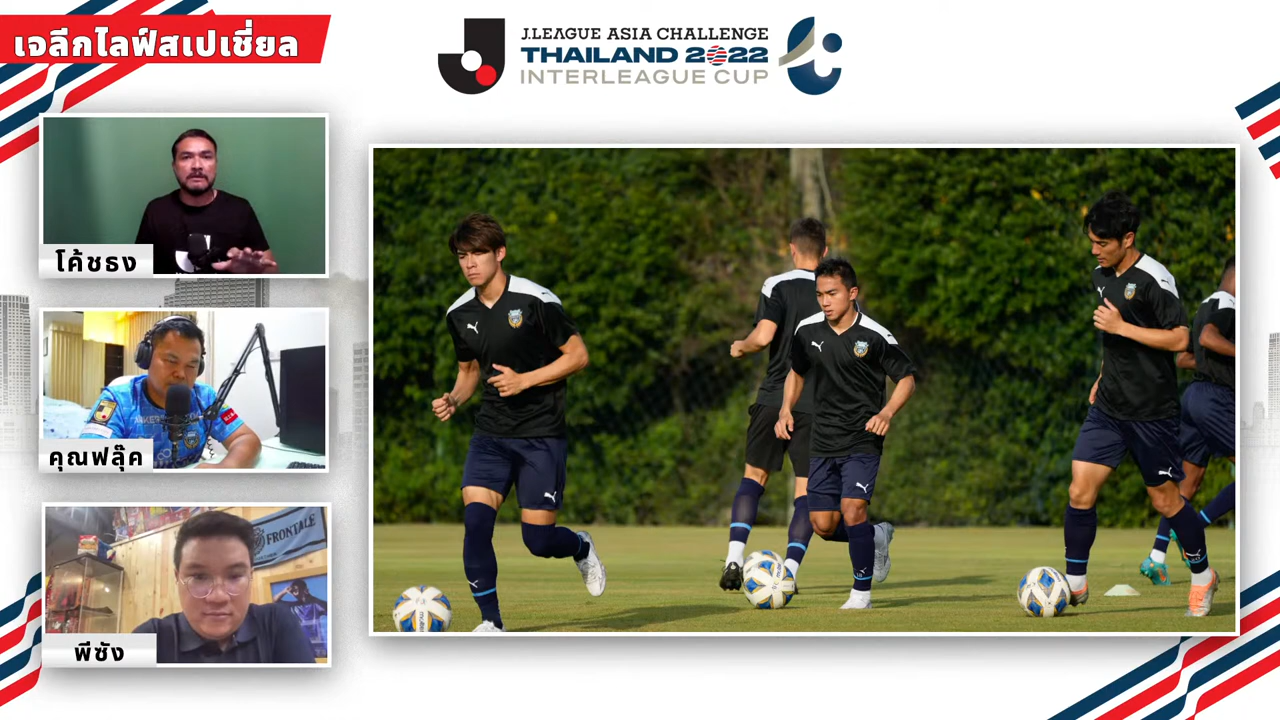 เจลีกไลฟ์สเปเชี่ยล
J.LEAGUE ASIA CHALLENGE
THAILAND 2022
INTERLEAGUE CUP
โค้ชธง
คุณฟลุ๊ค
FRONTALE
พีซัง